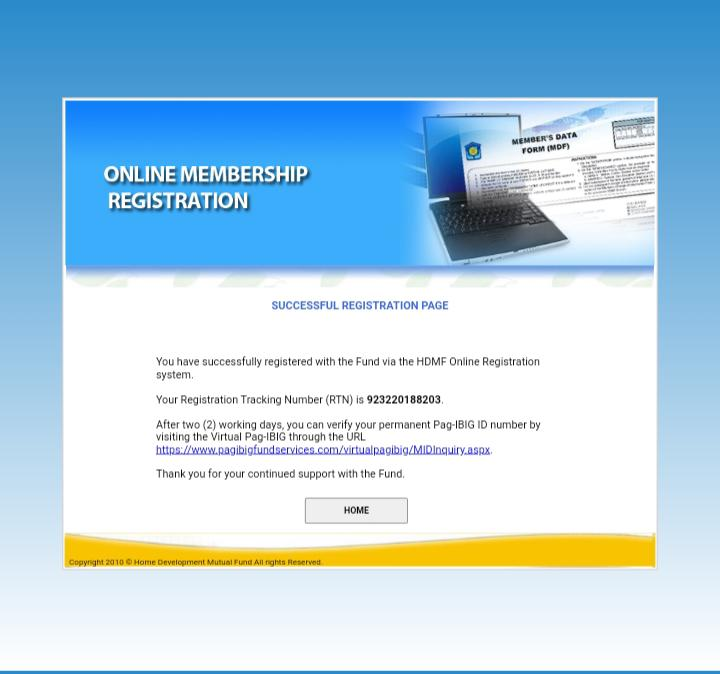 ONLINE MEMBERSHIP
REGISTRATION
MEMBER'S DATA
FORM (MDF)
SUCCESSFUL REGISTRATION PAGE
You have successfully registered with the Fund via the HDMF Online Registration
system.
Your Registration Tracking Number (RTN) is 923220188203.
After two (2) working days, you can verify your permanent Pag-IBIG ID number by
visiting the Virtual Pag-IBIG through the URL
https://www.pagibigfundservices.com/virtualpagibig/MIDInquiry.aspx.
Thank you for your continued support with the Fund.
HOME
Copyright 2010 © Home Development Mutual Fund All rights Reserved.